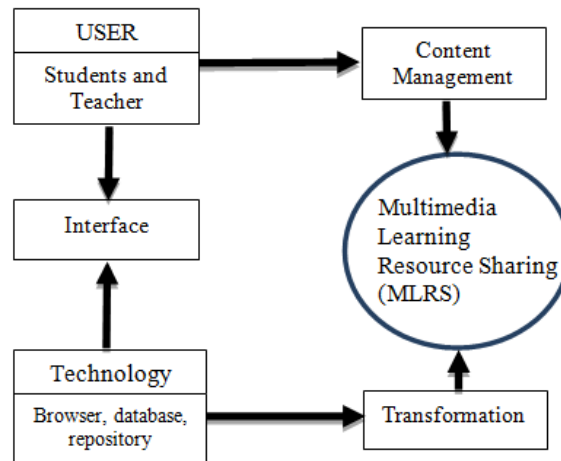 USER
Students and
Teacher
Content
Management
Interface
Multimedia
Learning
Resource Sharing
(MLRS)
Technology
Browser, database,
repository
Transformation